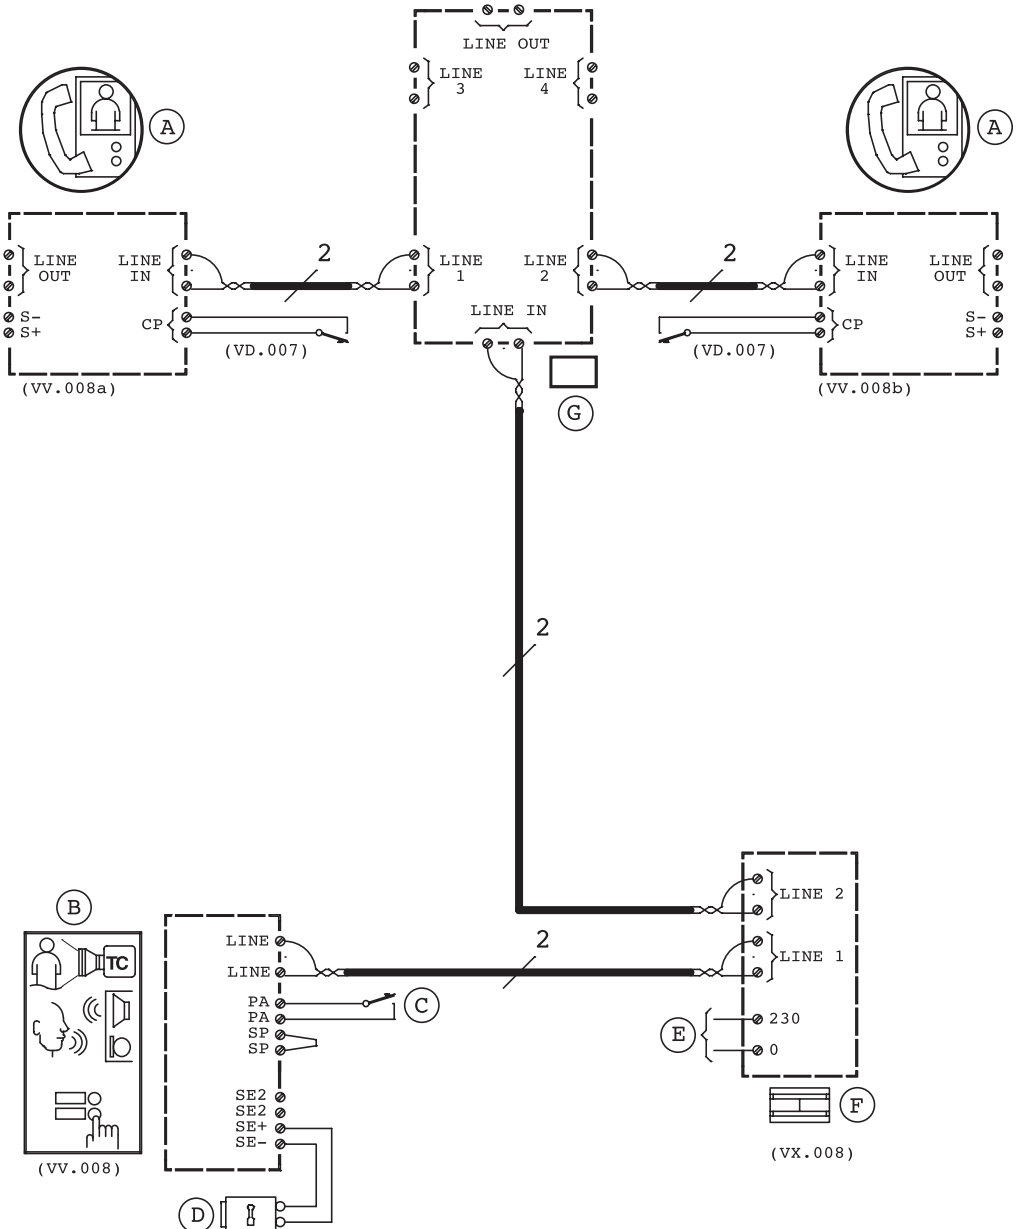 LINE OUT
LINE
3
LINE
4
A
A
LINE
OUT
LINE
IN
2
LINE
1
LINE
2
2
LINE
IN
LINE
OUT
S-
S+
CP
LINE IN
CP
S-
S+
(VD.007)
(VD.007)
(VV.008a)
(VV.008b)
G
2
B
LINE 2
LINE
LINE
2
LINE 1
TC
PA
PA
C
SP
SP
E
230
0
SE2
SE2
SE+
SE-
F
(VV.008)
(VX.008)
D